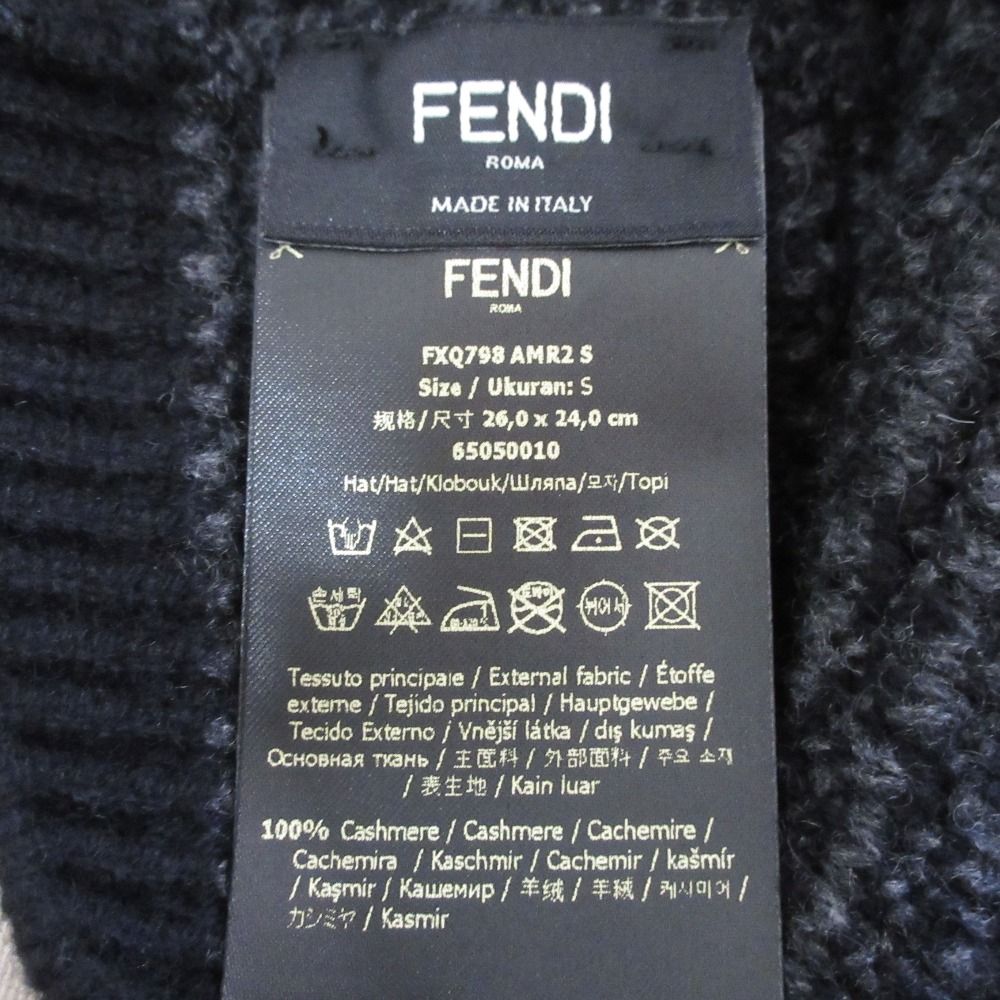 FENDI
ROMA
MADE IN ITALY
FENDI
ROMA
FXQ798 AMR2 S
Size / Ukuran: S
规格/尺寸 26,0 x 24,0 cm
65050010
Hat/Hat/Klobouk/Шляпа/모자/Topi
손세탁
Tessuto principale / External fabric / Étoffe
externe / Tejido principal / Hauptgewebe /
Tecido Externo / Vnější látka / dış kumaş /
Основная ткань / 主面料 / 外部面料 / 주요 소재
/ 表生地 / Kain luar
100% Cashmere / Cashmere / Cachemire /
Cachemira / Kaschmir / Cachemir / kašmír
/ Kaşmir / Кашемир / 羊绒 / 羊絨 / 캐시미어 /
カシミヤ / Kasmir